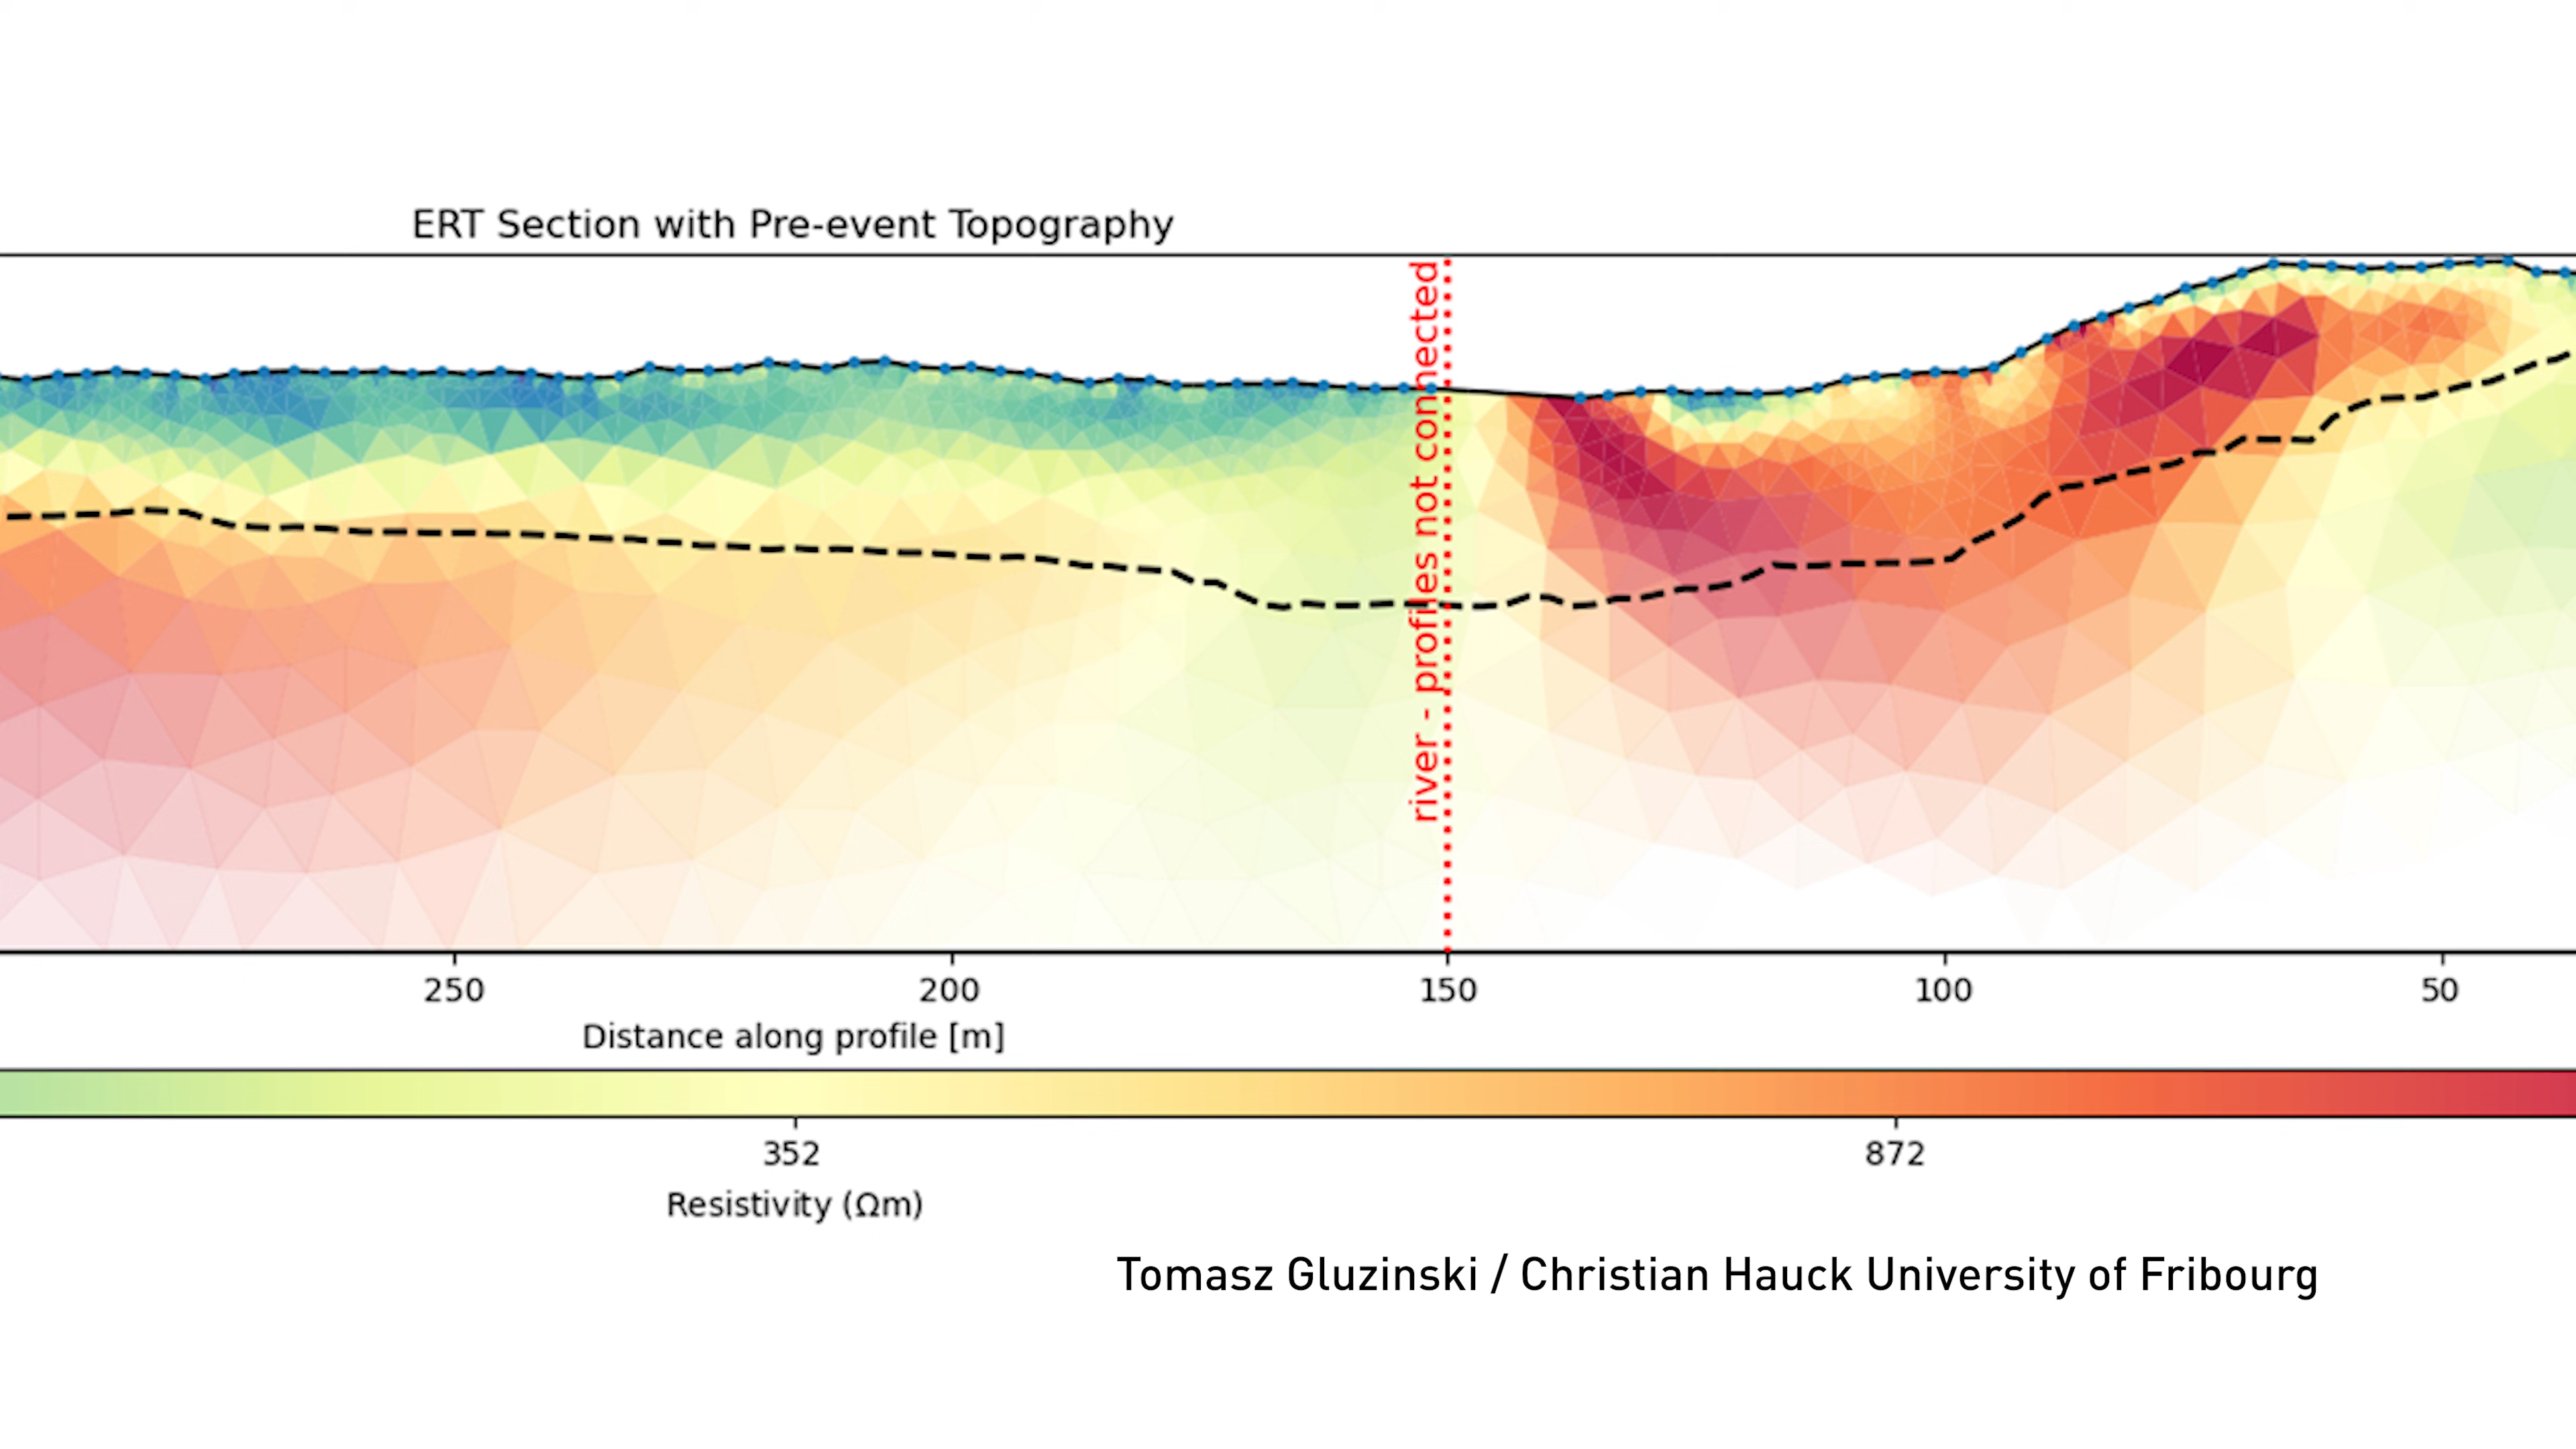 ERT Section with Pre-event Topography
river - profiles not connected
250
200
150
100
50
Distance along profile [m]
352
872
Resistivity (Ωm)
Tomasz Gluzinski / Christian Hauck University of Fribourg